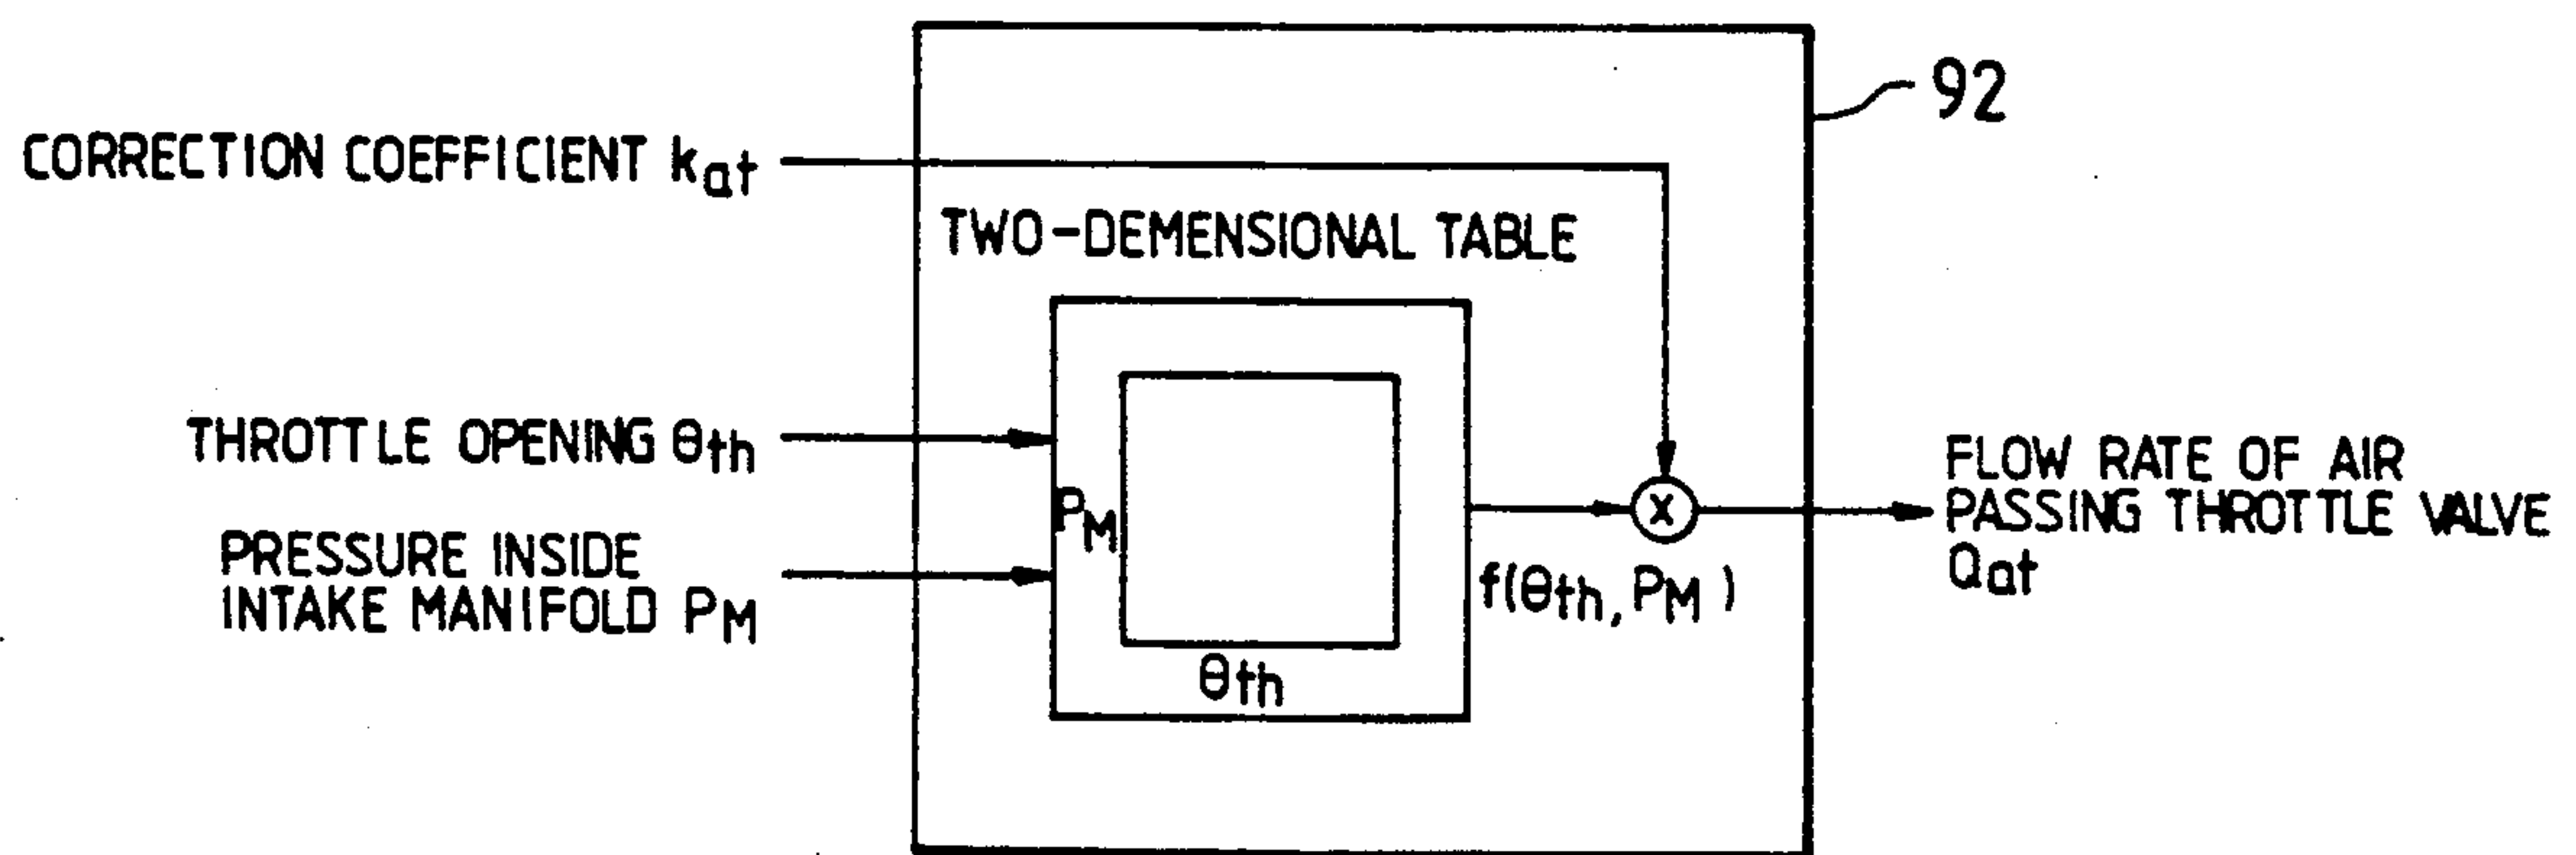 92
CORRECTION COEFFICIENT kat
TWO-DEMENSIONAL TABLE
THROTTLE OPENING θth
PRESSURE INSIDE
INTAKE MANIFOLD PM
PM
θth
f(θth, PM)
X
FLOW RATE OF AIR
PASSING THROTTLE VALVE
Qat